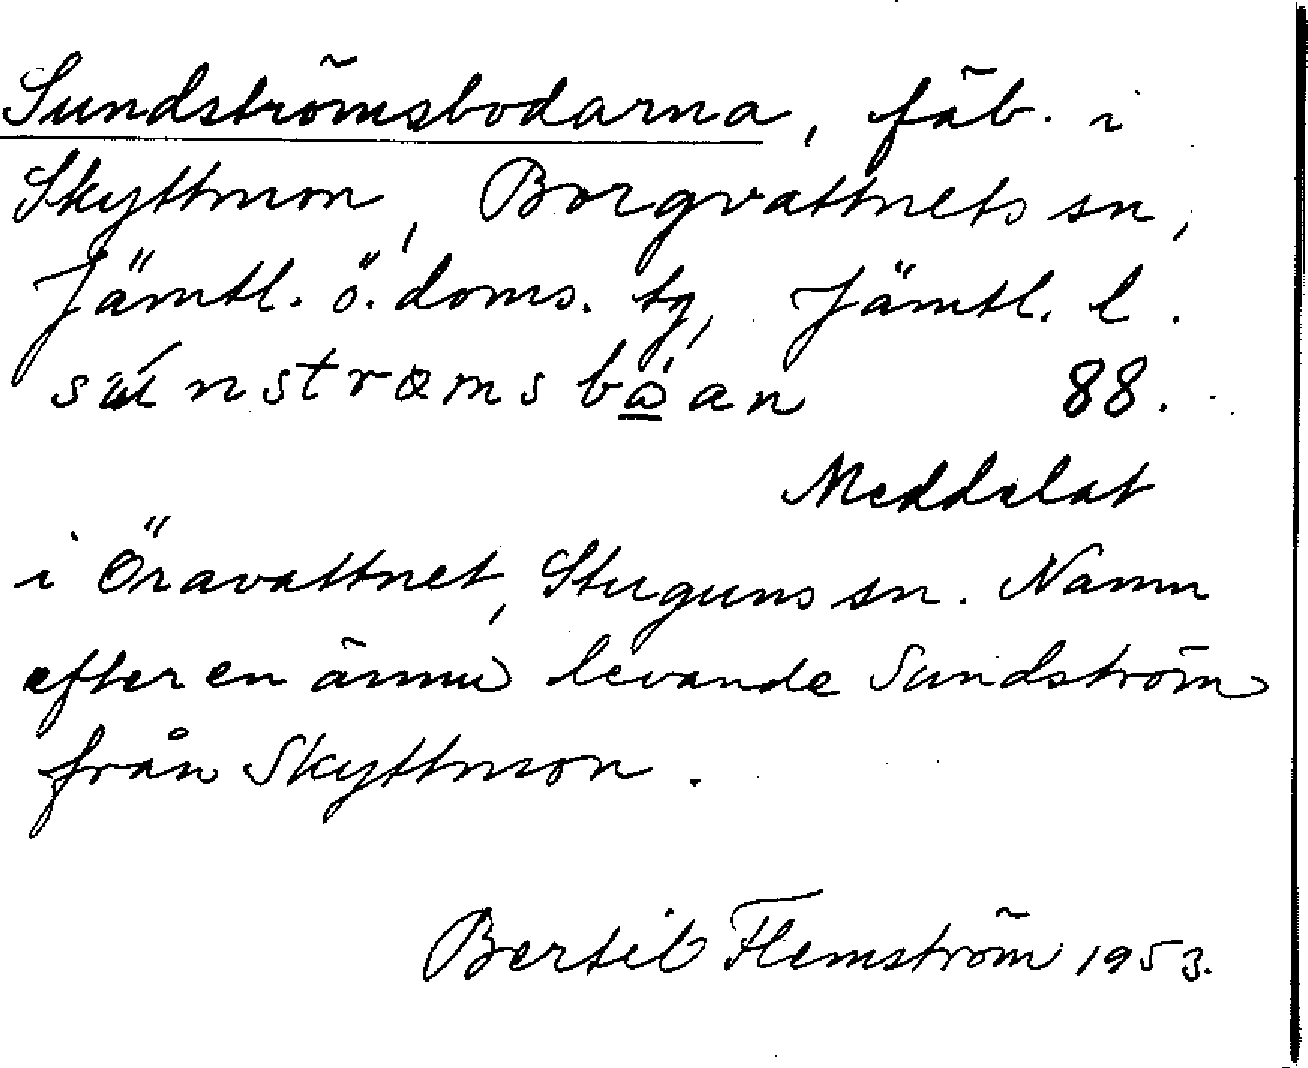 Sundströmsbodarna, fäb. i
Skyttmon, Borgvattnets sn,
Jämtl. ö. doms. tg, Jämtl. l.
88.
Meddelat
i Öravattnet, Stuguns sn. Namn
efter en ännu levande Sundström
från Skyttmon.
Bertil Flemström 1953.